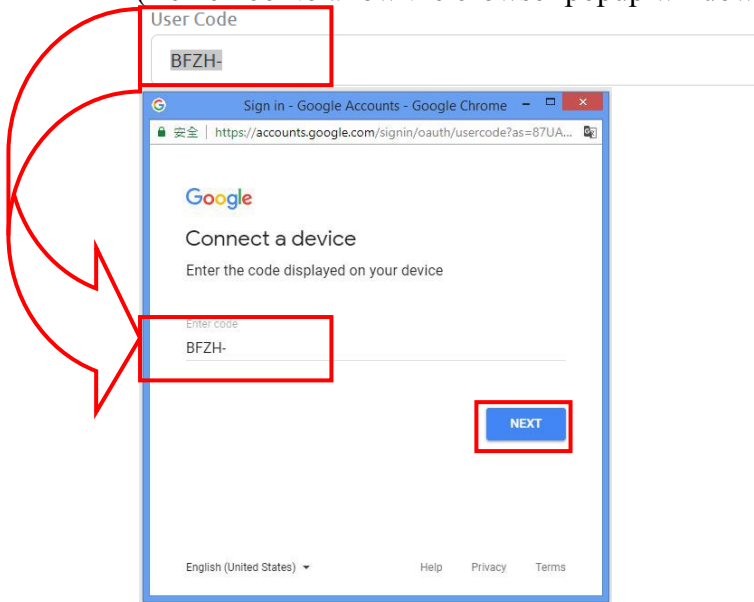 User Code
BFZH-
Sign in - Google Accounts - Google Chrome
安全 | https://accounts.google.com/signin/oauth/usercode?as=87UA...
Google
Connect a device
Enter the code displayed on your device
Enter code
BFZH-
NEXT
English (United States) Help Privacy Terms